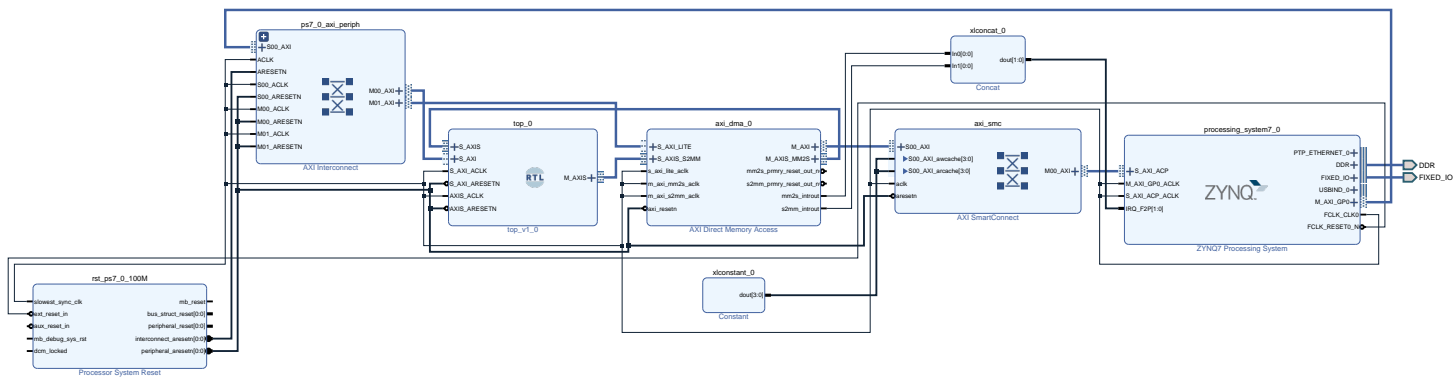 ps7_0_axi_periph
S00_AXI
ACLK
ARESETN
S00_ACLK
S00_ARESETN
M00_ACLK
M00_ARESETN
M01_ACLK
M01_ARESETN
M00_AXI
M01_AXI
AXI Interconnect
top_0
S_AXIS
S_AXI
S_AXI_ACLK
S_AXI_ARESETN
AXIS_ACLK
AXIS_ARESETN
RTL
M_AXIS
top_v1_0
axi_dma_0
S_AXI_LITE
S_AXIS_S2MM
s_axi_lite_aclk
m_axi_mm2s_aclk
m_axi_s2mm_aclk
axi_resetn
M_AXI
M_AXIS_MM2S
mm2s_prmry_reset_out_n
s2mm_prmry_reset_out_n
mm2s_introut
s2mm_introut
AXI Direct Memory Access
xlconcat_0
In0[0:0]
In1[0:0]
dout[1:0]
Concat
axi_smc
S00_AXI
S00_AXI_awcache[3:0]
S00_AXI_arcache[3:0]
aclk
aresetn
M00_AXI
AXI SmartConnect
processing_system7_0
S_AXI_ACP
M_AXI_GP0_ACLK
S_AXI_ACP_ACLK
IRQ_F2P[1:0]
ZYNQ
PTP_ETHERNET_0
DDR
FIXED_IO
USBIND_0
M_AXI_GP0
FCLK_CLK0
FCLK_RESET0_N
ZYNQ7 Processing System
DDR
FIXED_IO
rst_ps7_0_100M
slowest_sync_clk
ext_reset_in
aux_reset_in
mb_debug_sys_rst
dcm_locked
mb_reset
bus_struct_reset[0:0]
peripheral_reset[0:0]
interconnect_aresetn[0:0]
peripheral_aresetn[0:0]
Processor System Reset
xlconstant_0
dout[3:0]
Constant